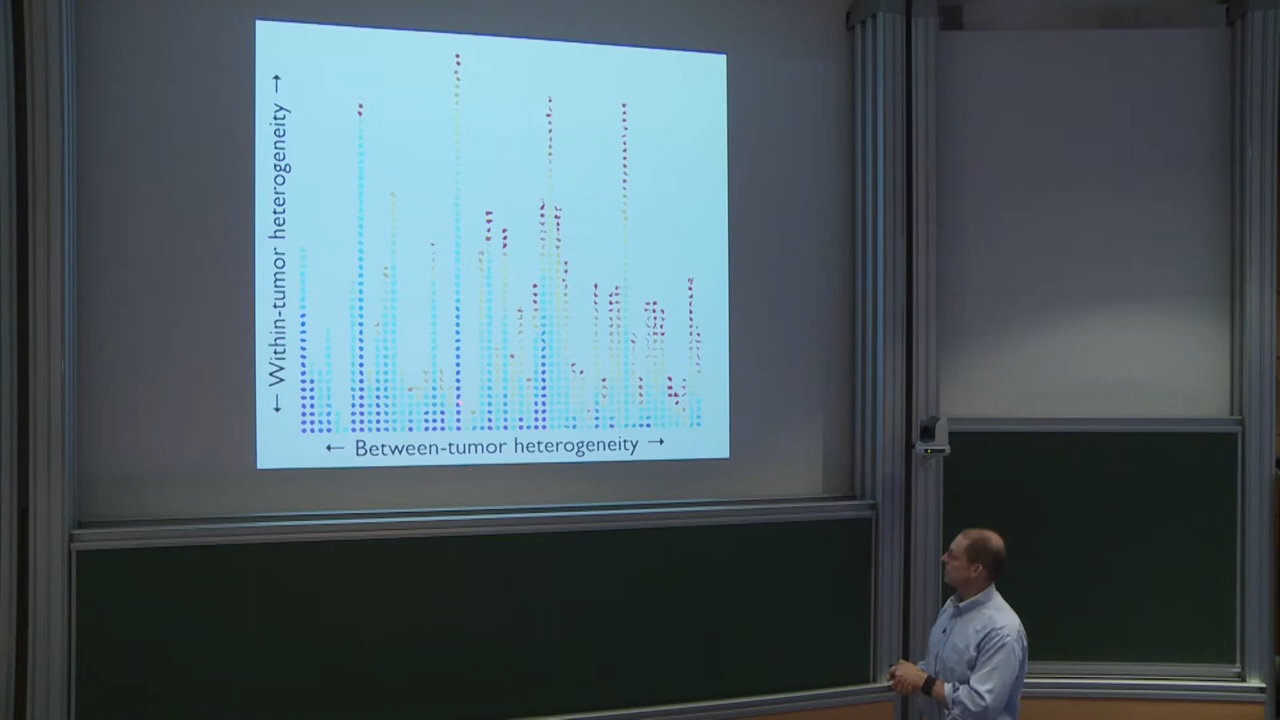 ← Within-tumor heterogeneity →
← Between-tumor heterogeneity →